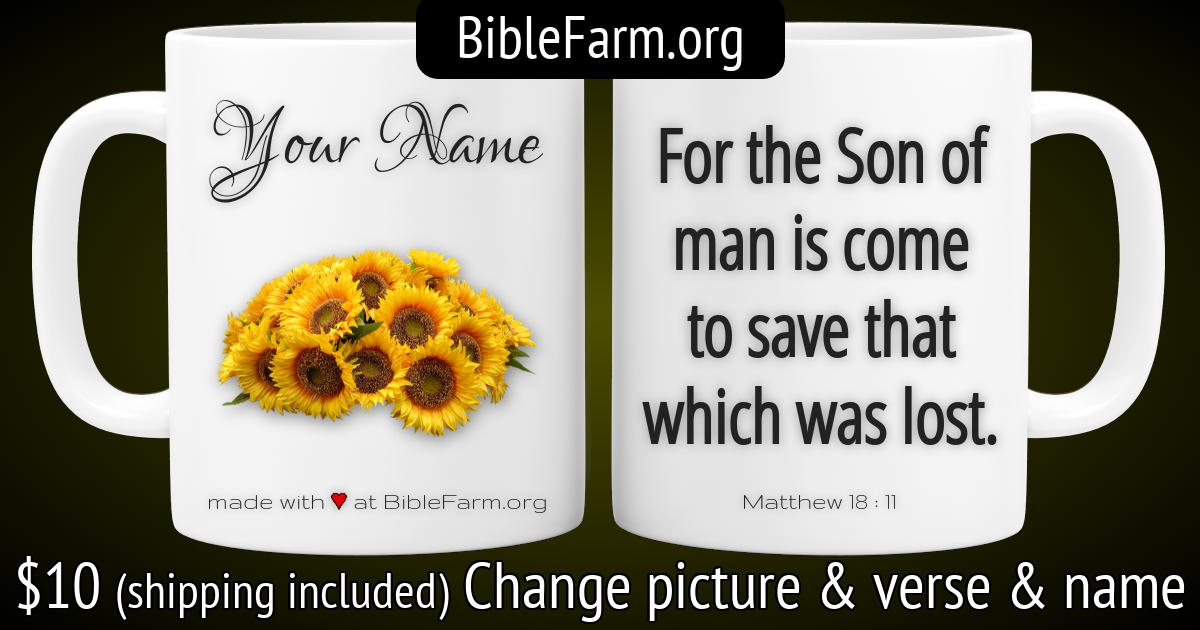 BibleFarm.org
Your Name
made with ♥ at BibleFarm.org
For the Son of
man is come
to save that
which was lost.
Matthew 18 : 11
$10 (shipping included) Change picture & verse & name